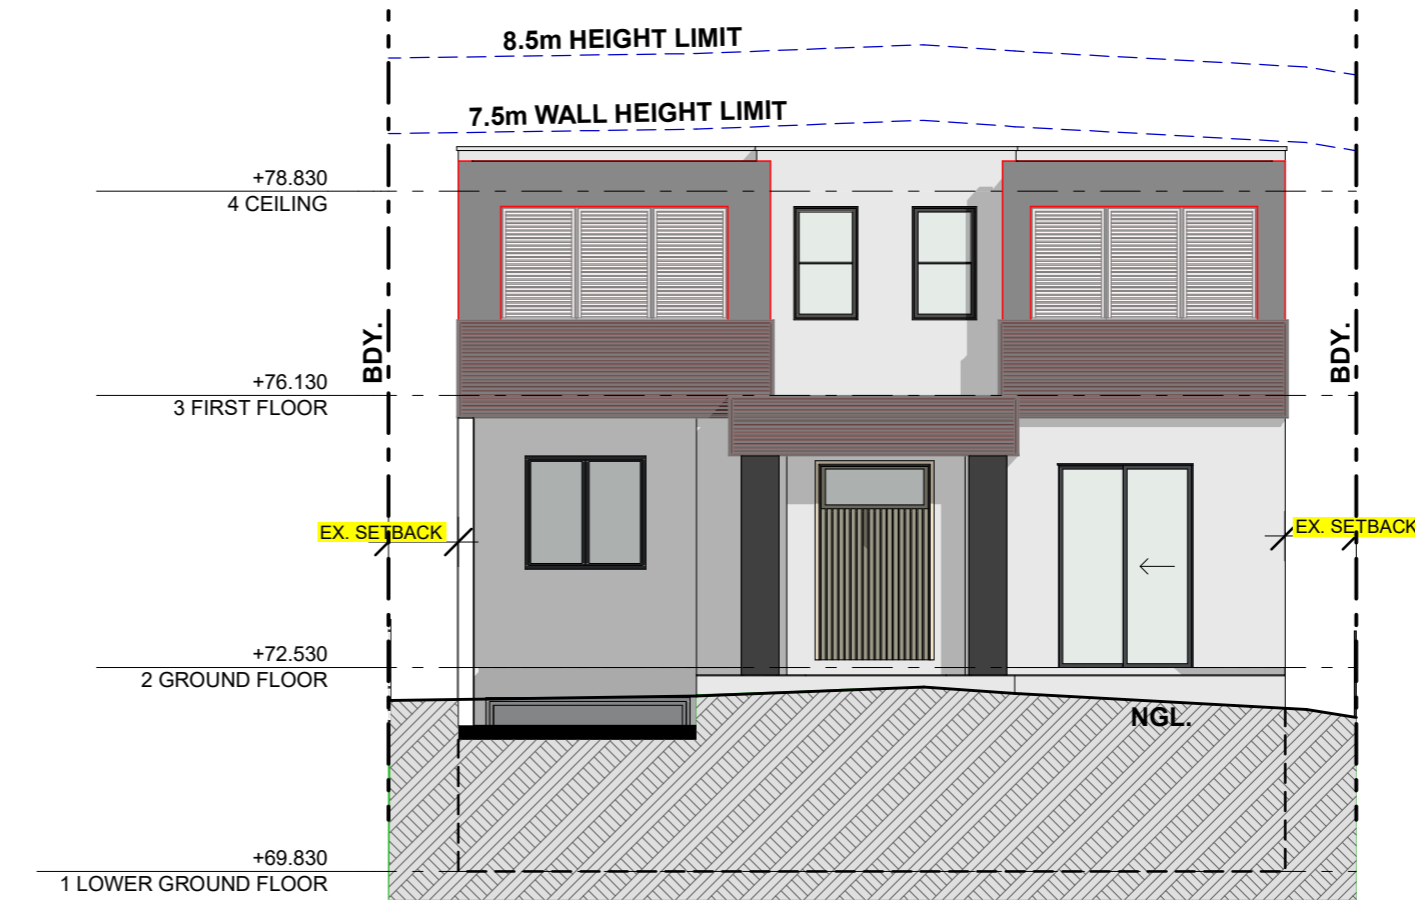 8.5m HEIGHT LIMIT
7.5m WALL HEIGHT LIMIT
+78.830
4 CEILING
BDY.
BDY.
+76.130
3 FIRST FLOOR
EX. SETBACK
EX. SETBACK
+72.530
2 GROUND FLOOR
NGL.
+69.830
1 LOWER GROUND FLOOR